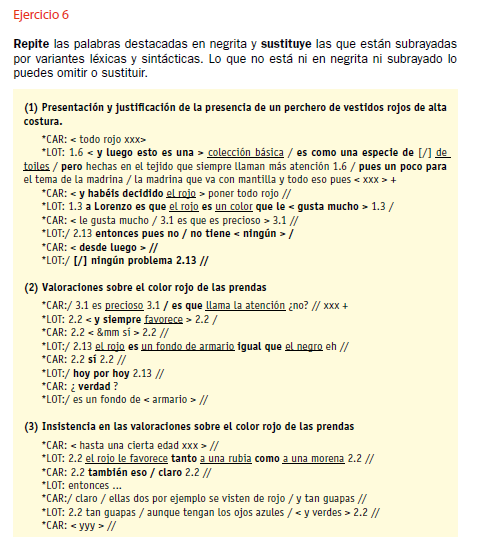 Ejercicio 6
Repite las palabras destacadas en negrita y sustituye las que están subrayadas
por variantes léxicas y sintácticas. Lo que no está ni en negrita ni subrayado lo
puedes omitir o sustituir.
(1) Presentación y justificación de la presencia de un perchero de vestidos rojos de alta
costura.
*CAR: < todo rojo xxx>
*LOT: 1.6 < y luego esto es una > colección básica / es como una especie de [/] de
toiles / pero hechas en el tejido que siempre llaman más atención 1.6 / pues un poco para
el tema de la madrina / la madrina que va con mantilla y todo eso pues < xxx > +
*CAR: < y habéis decidido el rojo > poner todo rojo //
*LOT: 1.3 a Lorenzo es que el rojo es un color que le < gusta mucho > 1.3 /
*CAR: < le gusta mucho / 3.1 es que es precioso > 3.1 //
*LOT:/ 2.13 entonces pues no / no tiene < ningún > /
*CAR: < desde luego > //
*LOT:/ [/] ningún problema 2.13 //
(2) Valoraciones sobre el color rojo de las prendas
*CAR:/ 3.1 es precioso 3.1 / es que llama la atención ¿no? // xxx +
*LOT: 2.2 < y siempre favorece > 2.2 /
*CAR: 2.2 < &mm sí > 2.2 //
*LOT:/ 2.13 el rojo es un fondo de armario igual que el negro eh //
*CAR: 2.2 sí 2.2 //
*LOT:/ hoy por hoy 2.13 //
*CAR: ¿ verdad ?
*LOT:/ es un fondo de < armario > //
(3) Insistencia en las valoraciones sobre el color rojo de las prendas
*CAR: < hasta una cierta edad xxx > //
*LOT: 2.2 el rojo le favorece tanto a una rubia como a una morena 2.2 //
*CAR: 2.2 también eso / claro 2.2 //
*LOT: entonces ...
*CAR:/ claro / ellas dos por ejemplo se visten de rojo / y tan guapas //
*LOT: 2.2 tan guapas / aunque tengan los ojos azules / < y verdes > 2.2 //
*CAR: < yyy > //